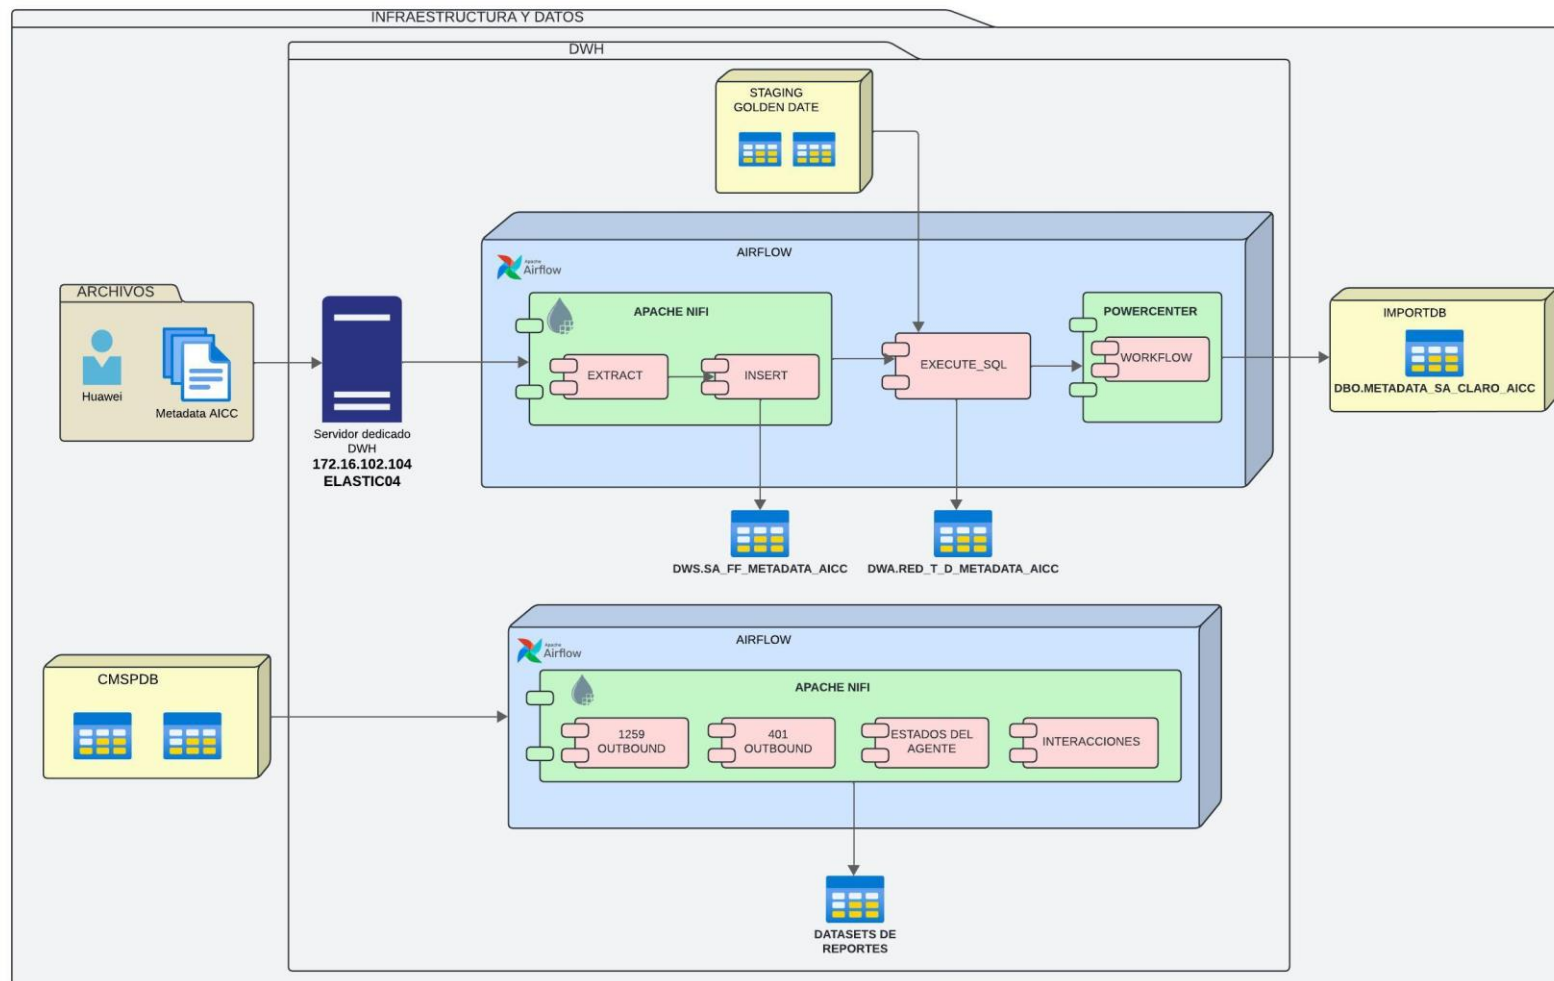 INFRAESTRUCTURA Y DATOS
DWH
STAGING
GOLDEN DATE
AIRFLOW
Apache
Airflow
ARCHIVOS
Huawei
Metadata AICC
Servidor dedicado
DWH
172.16.102.104
ELASTIC04
APACHE NIFI
EXTRACT
INSERT
EXECUTE_SQL
POWERCENTER
WORKFLOW
IMPORTDB
DBO.METADATA_SA_CLARO_AICC
DWS.SA_FF_METADATA_AICC
DWA.RED_T_D_METADATA_AICC
CMSPDB
AIRFLOW
Apache
Airflow
APACHE NIFI
1259
OUTBOUND
401
OUTBOUND
ESTADOS DEL
AGENTE
INTERACCIONES
DATASETS DE
REPORTES